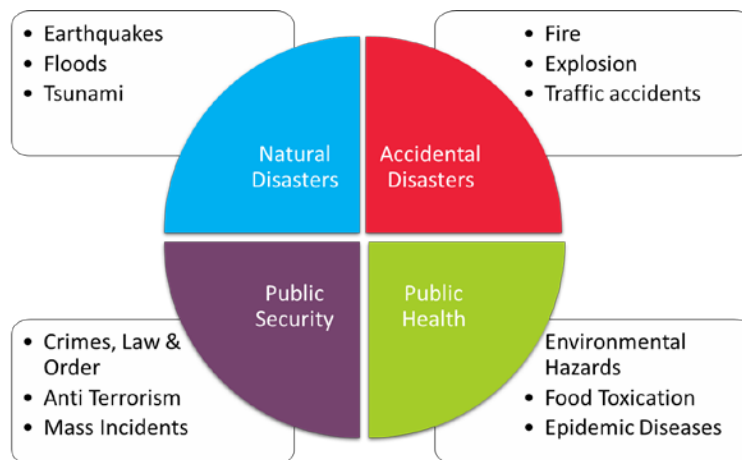 • Earthquakes
• Floods
• Tsunami
• Fire
• Explosion
• Traffic accidents
Natural
Disasters
Accidental
Disasters
Public
Security
Public
Health
• Crimes, Law &
Order
• Anti Terrorism
• Mass Incidents
Environmental
Hazards
• Food Toxication
• Epidemic Diseases